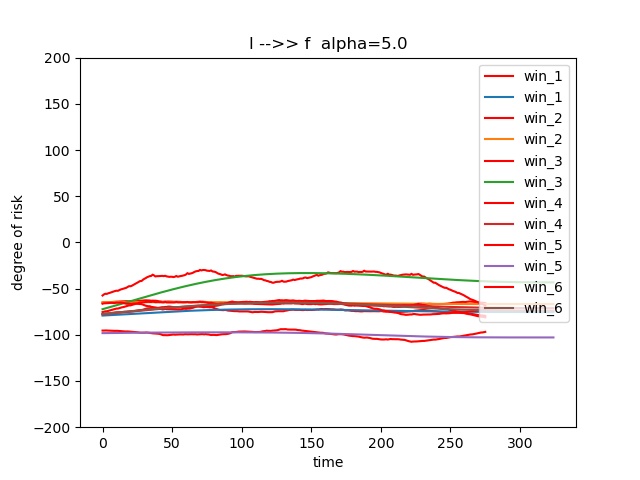 l -->> f  alpha=5.0
degree of risk
200
150
100
50
0
−50
−100
−150
−200
win_1
win_1
win_2
win_2
win_3
win_3
win_4
win_4
win_5
win_5
win_6
win_6
0 50 100 150 200 250 300
time